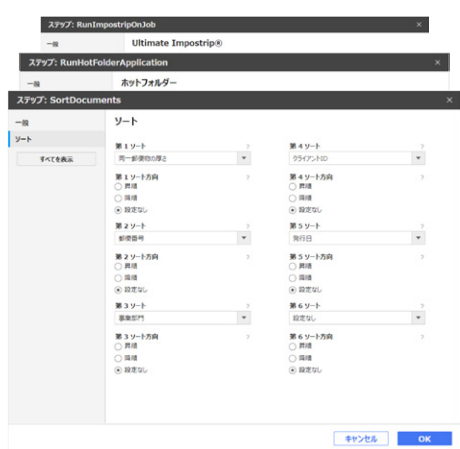 ステップ: RunImpostripOnJob ×
一般 Ultimate Impostrip®
ステップ: RunHotFolderApplication ×
一般 ホットフォルダー
ステップ: SortDocuments ×
一般
ソート
すべてを表示
ソート
第 1 ソート ?
同一郵便物の厚さ
第 1 ソート方向 ?
昇順
降順
設定なし
第 2 ソート ?
郵便番号
第 2 ソート方向 ?
昇順
降順
設定なし
第 3 ソート ?
事業部門
第 3 ソート方向 ?
昇順
降順
設定なし
第 4 ソート ?
クライアントID
第 4 ソート方向 ?
昇順
降順
設定なし
第 5 ソート ?
発行日
第 5 ソート方向 ?
昇順
降順
設定なし
第 6 ソート ?
設定なし
第 6 ソート方向 ?
昇順
降順
設定なし
キャンセル OK